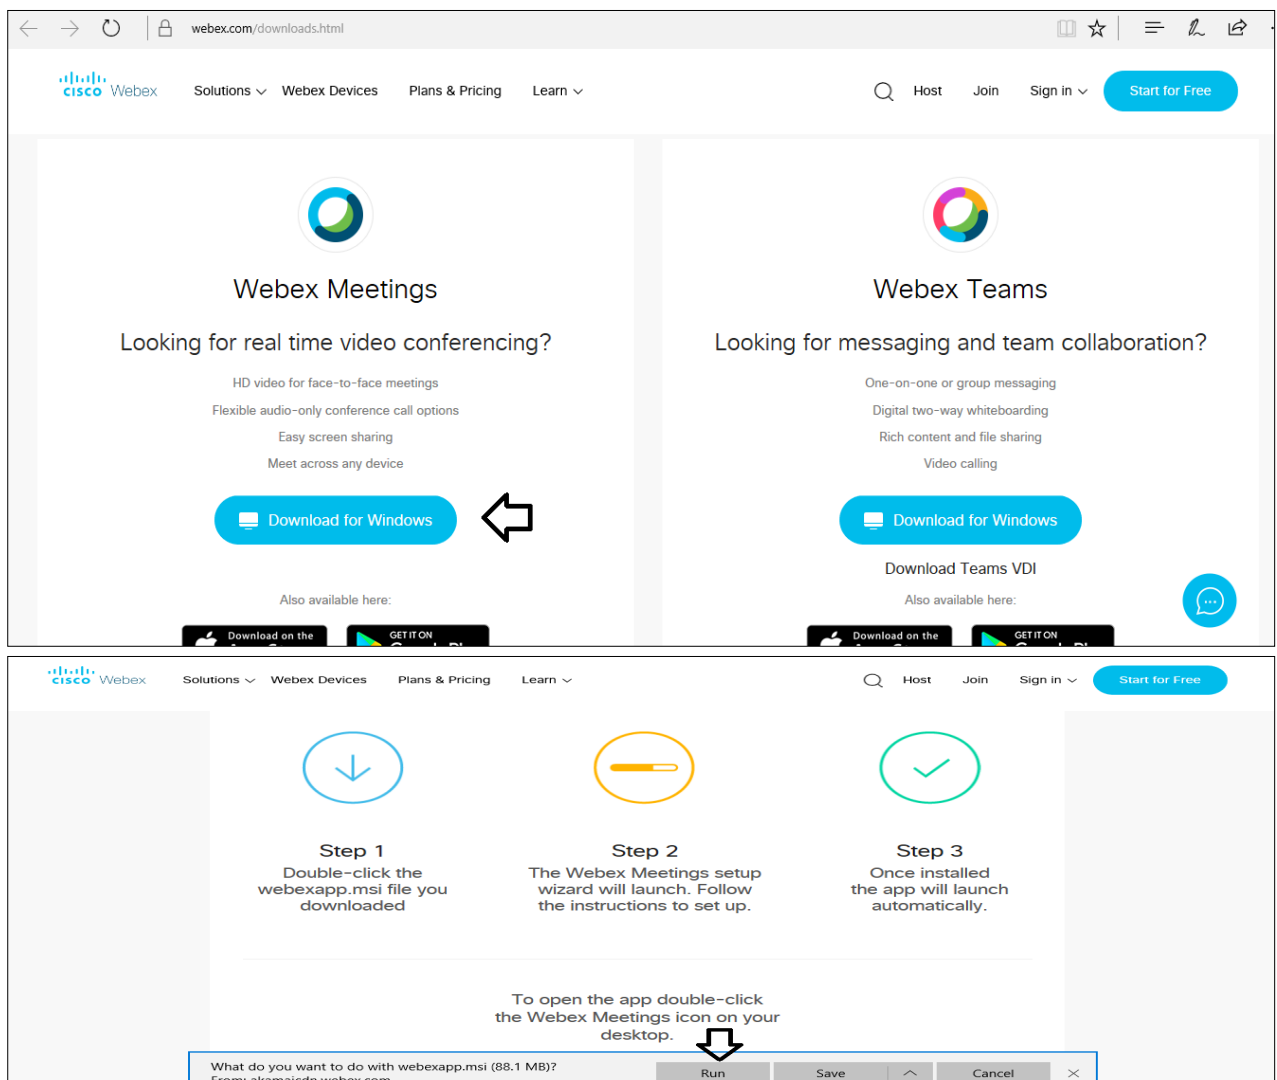 webex.com/downloads.html
cisco Webex Solutions Webex Devices Plans & Pricing Learn Host Join Sign in Start for Free
Webex Meetings
Looking for real time video conferencing?
HD video for face-to-face meetings
Flexible audio-only conference call options
Easy screen sharing
Meet across any device
Download for Windows
Also available here:
Download on the
GET IT ON
Webex Teams
Looking for messaging and team collaboration?
One-on-one or group messaging
Digital two-way whiteboarding
Rich content and file sharing
Video calling
Download for Windows
Download Teams VDI
Also available here:
Download on the
GET IT ON
cisco Webex Solutions Webex Devices Plans & Pricing Learn Host Join Sign in Start for Free
Step 1
Double-click the
webexapp.msi file you
downloaded
Step 2
The Webex Meetings setup
wizard will launch. Follow
the instructions to set up.
Step 3
Once installed
the app will launch
automatically.
To open the app double-click
the Webex Meetings icon on your
desktop.
What do you want to do with webexapp.msi (88.1 MB)?
From: akamaicdn.webex.com
Run Save Cancel